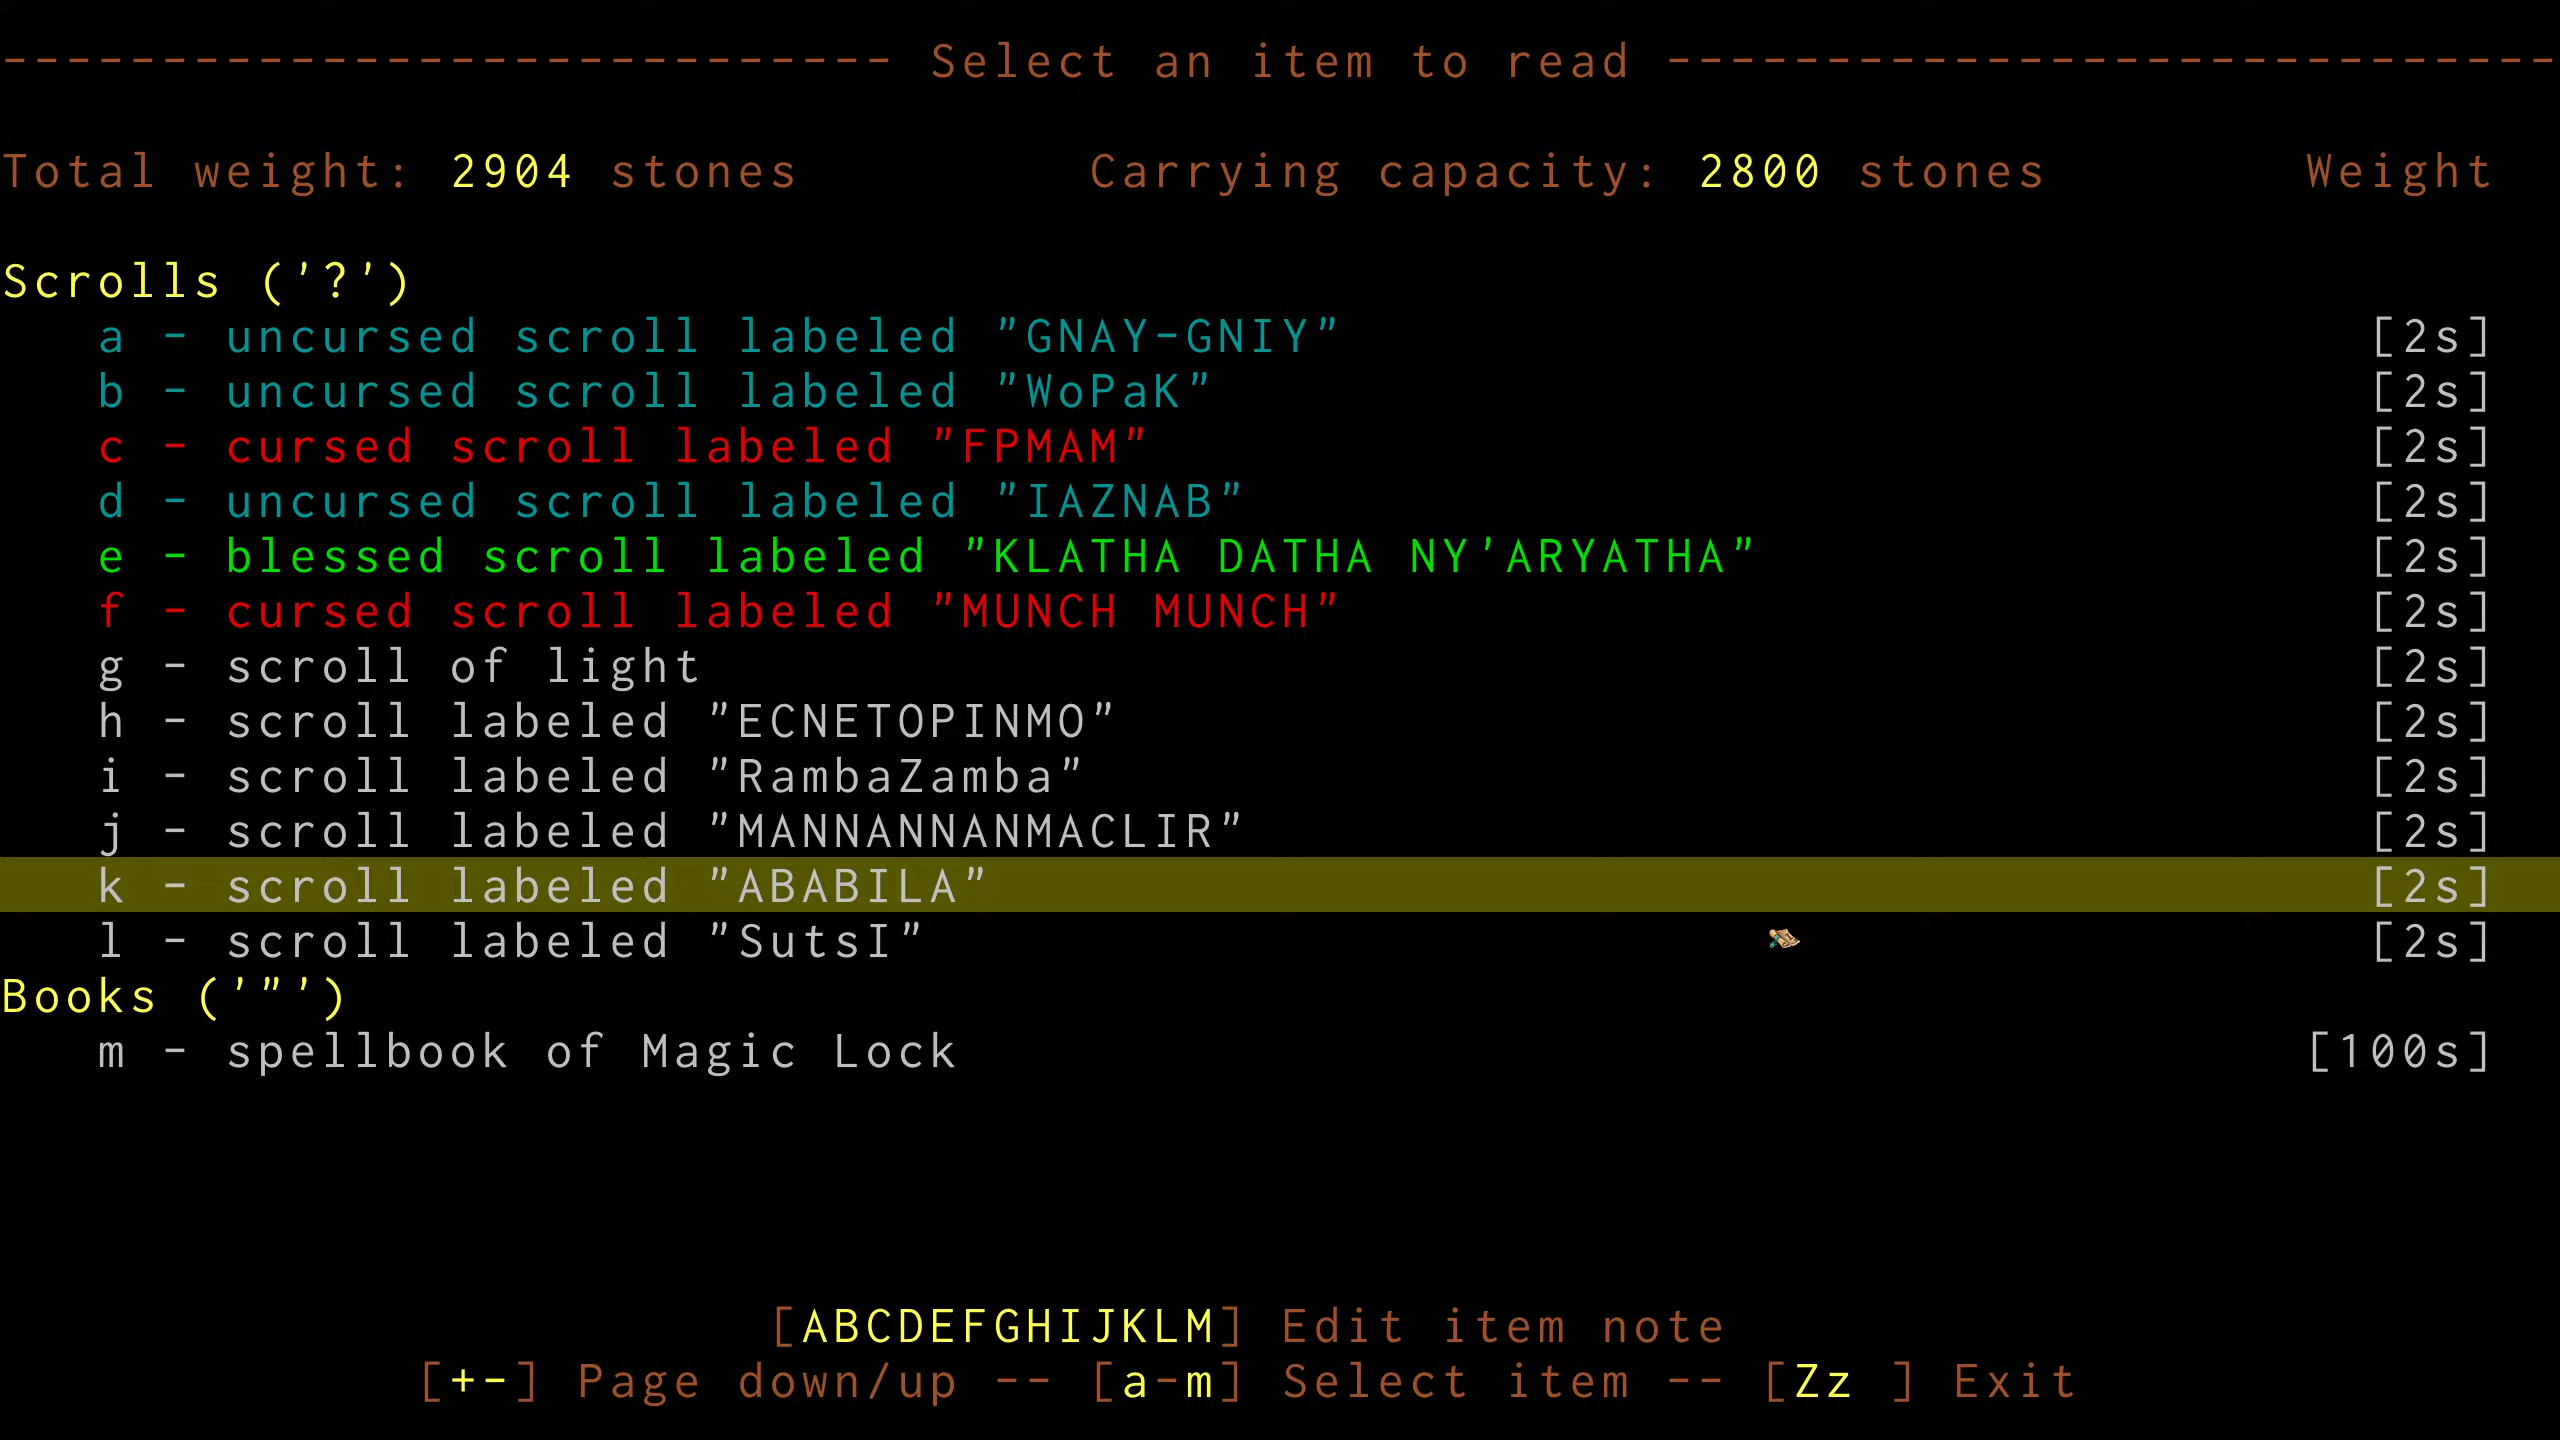 ---------------------------- Select an item to read ----------------------------
Total weight: 2904 stones Carrying capacity: 2800 stones Weight
Scrolls ('?')
a - uncursed scroll labeled "GNAY-GNIY" [2s]
b - uncursed scroll labeled "WoPaK" [2s]
c - cursed scroll labeled "FPMAM" [2s]
d - uncursed scroll labeled "IAZNAB" [2s]
e - blessed scroll labeled "KLATHA DATHA NY'ARYATHA" [2s]
f - cursed scroll labeled "MUNCH MUNCH" [2s]
g - scroll of light [2s]
h - scroll labeled "ECNETOPINMO" [2s]
i - scroll labeled "RambaZamba" [2s]
j - scroll labeled "MANNANNANMACLIR" [2s]
k - scroll labeled "ABABILA" [2s]
l - scroll labeled "SutsI" [2s]
Books ('"')
m - spellbook of Magic Lock [100s]
[ABCDEFGHIJKLM] Edit item note
[+-] Page down/up -- [a-m] Select item -- [Zz ] Exit